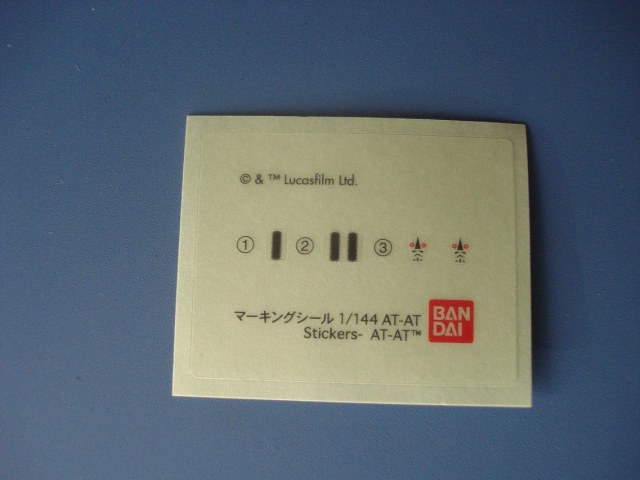 © & ™ Lucasfilm Ltd.
① ② ③
マーキングシール 1/144 AT-AT
Stickers- AT-AT™
BAN
DAI